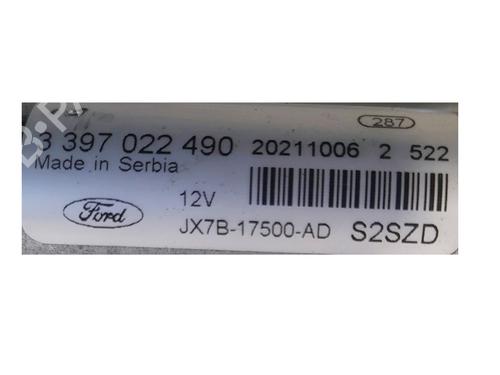 287
3 397 022 490 20211006 2 522
Made in Serbia
12V
Ford
JX7B-17500-AD S2SZD